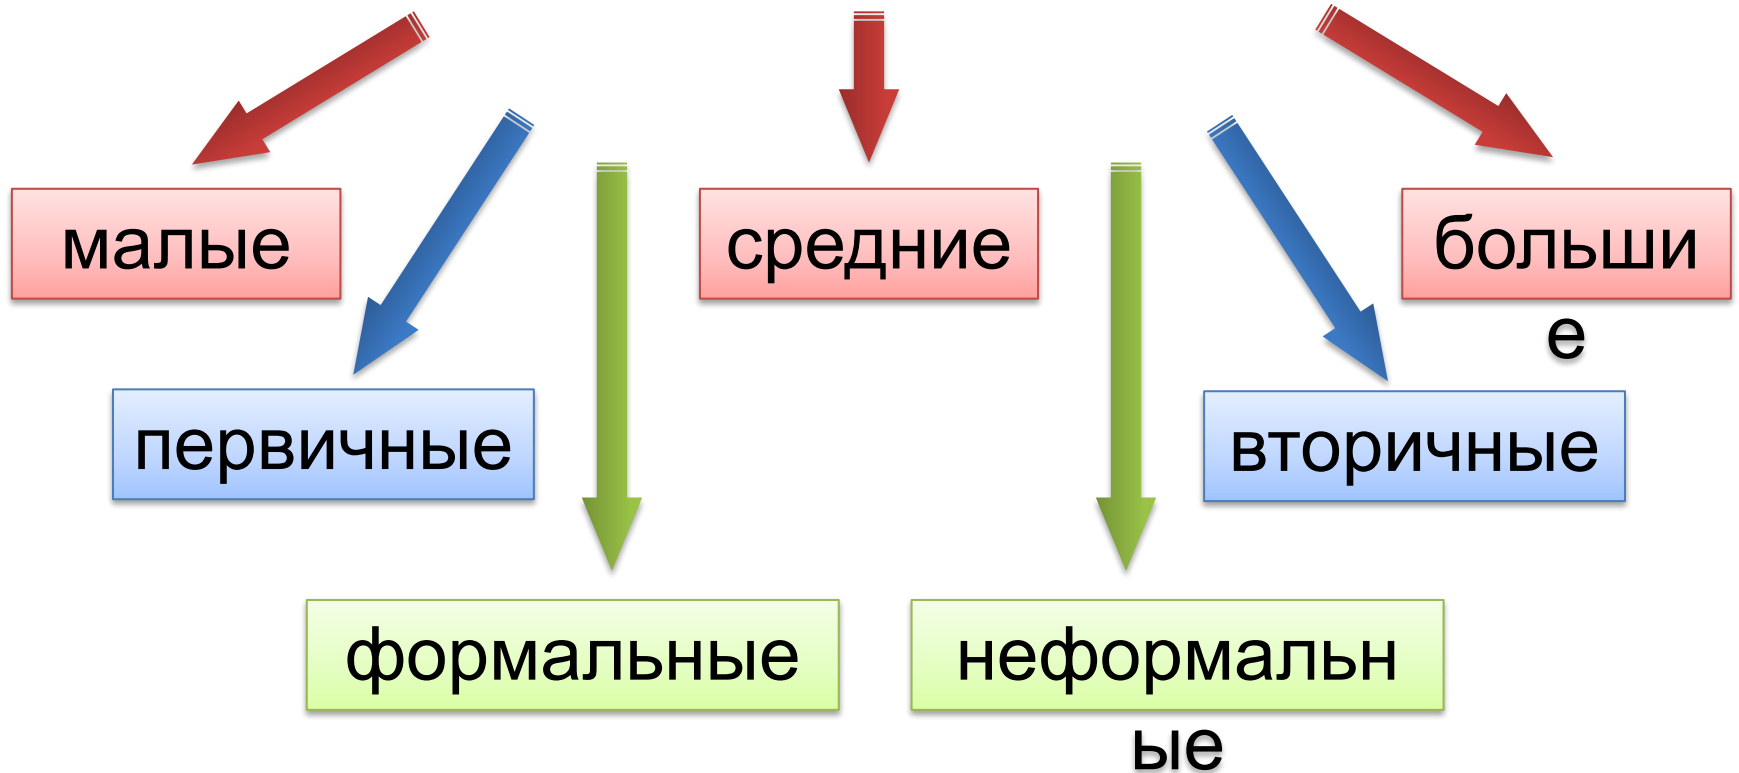 малые
средние
больши
е
первичные
вторичные
формальные
неформальн
ые